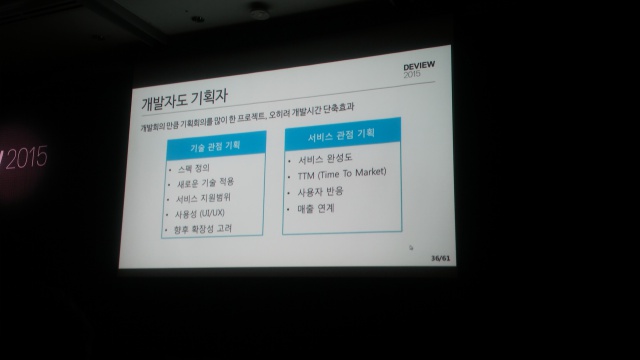 DEVIEW
2015
개발자도 기획자
개발회의 만큼 기획회의를 많이 한 프로젝트, 오히려 개발시간 단축효과
기술 관점 기획
• 스펙 정의
• 새로운 기술 적용
• 서비스 지원범위
• 사용성 (UI/UX)
• 향후 확장성 고려
서비스 관점 기획
• 서비스 완성도
• TTM (Time To Market)
• 사용자 반응
• 매출 연계
36/61
2015